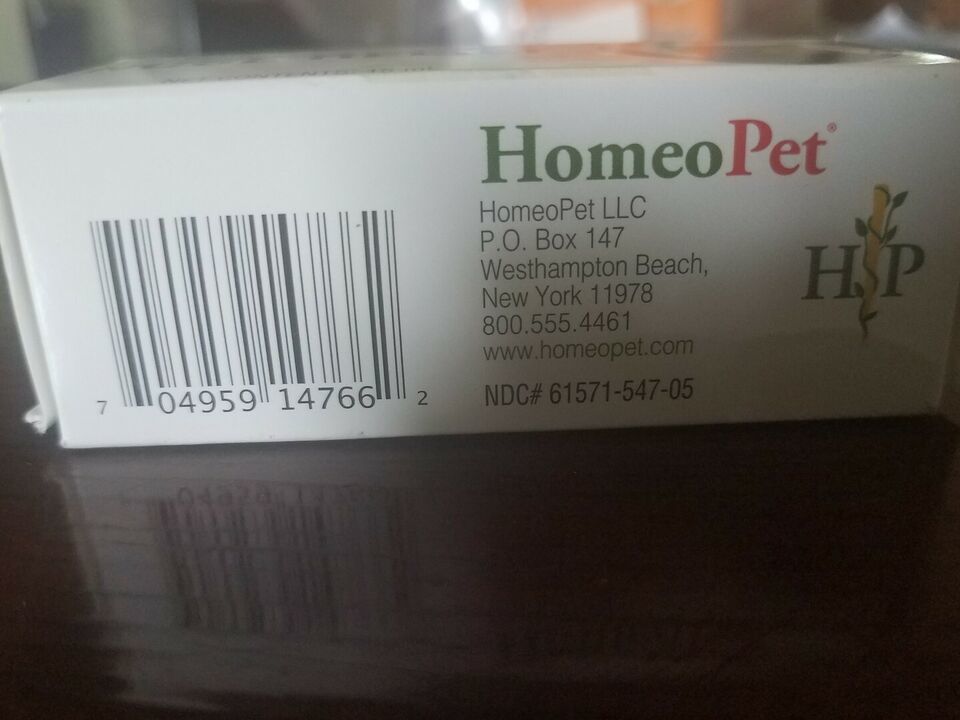 HomeoPet®
HomeoPet LLC
P.O. Box 147
Westhampton Beach,
New York 11978
800.555.4461
www.homeopet.com
NDC# 61571-547-05
HP
7 04959 14766 2